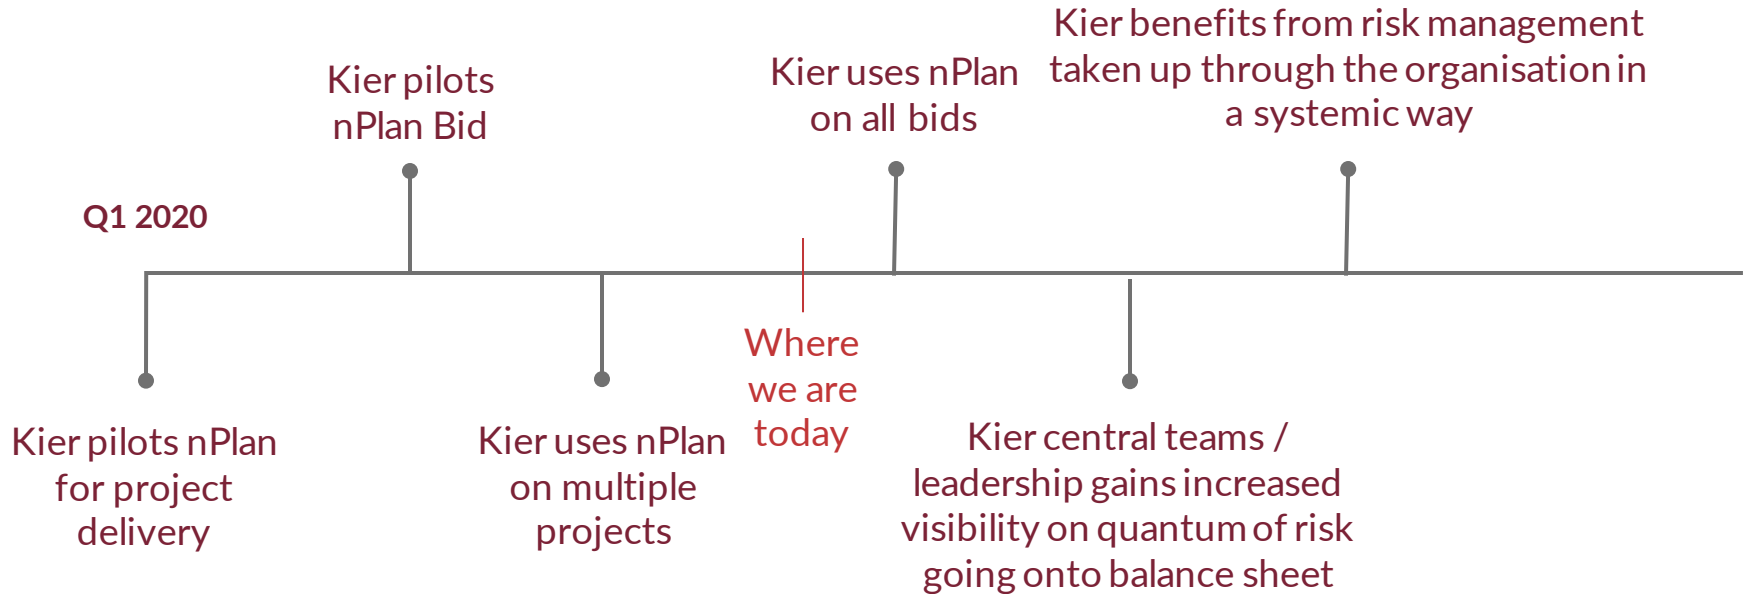 Q1 2020
Kier pilots nPlan
for project
delivery
Kier pilots
nPlan Bid
Kier uses nPlan
on multiple
projects
Where
we are
today
Kier uses nPlan
on all bids
Kier central teams /
leadership gains increased
visibility on quantum of risk
going onto balance sheet
Kier benefits from risk management
taken up through the organisation in
a systemic way